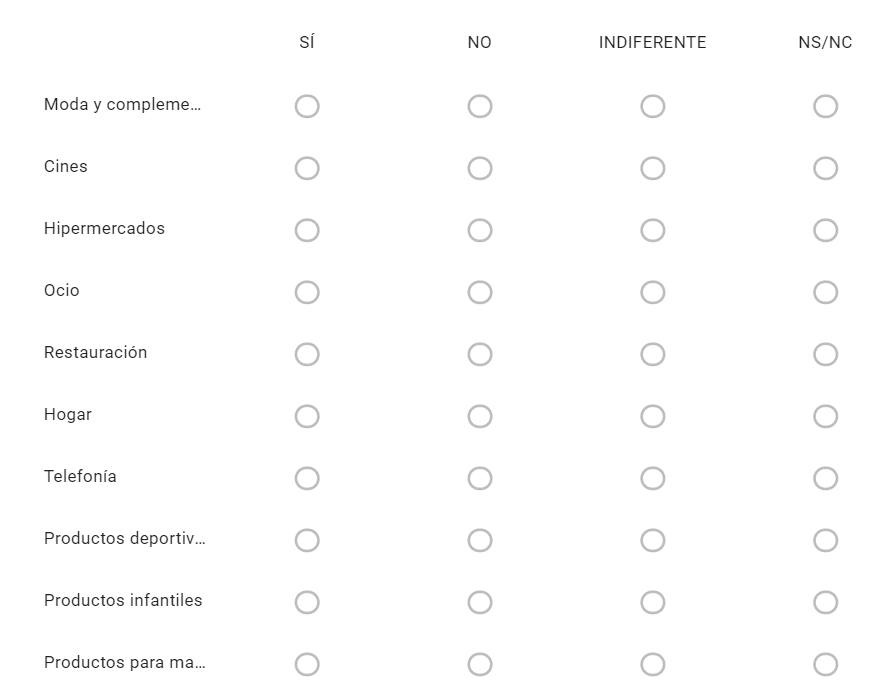 SÍ NO INDIFERENTE NS/NC
Moda y compleme...
Cines
Hipermercados
Ocio
Restauración
Hogar
Telefonía
Productos deportiv...
Productos infantiles
Productos para ma...